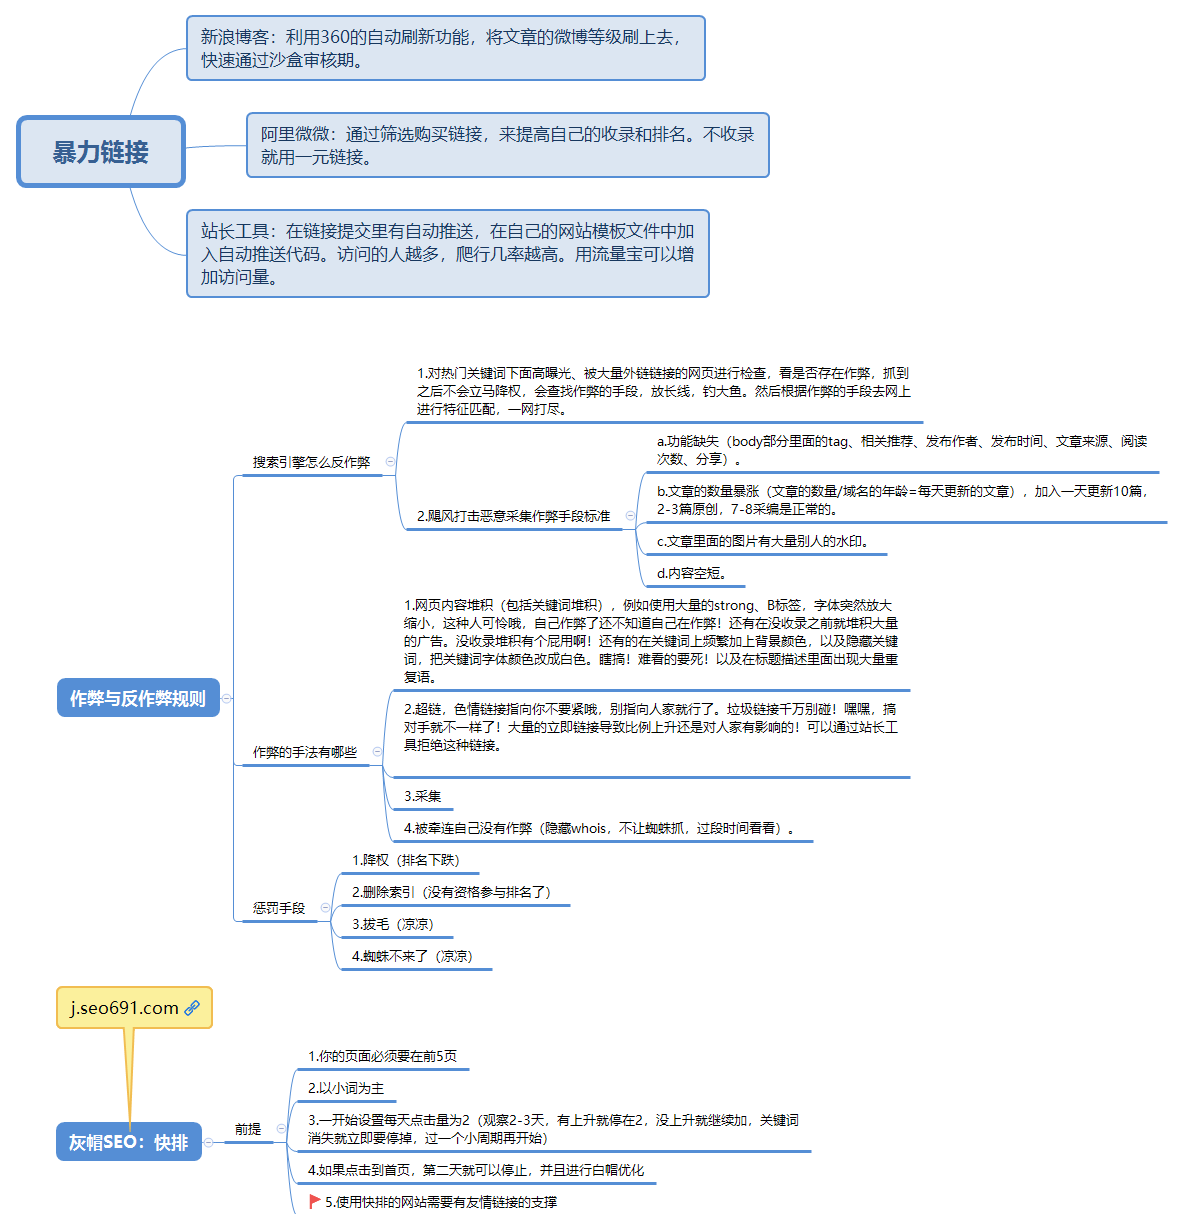 新浪博客：利用360的自动刷新功能，将文章的微博等级刷上去，
快速通过沙盒审核期。
暴力链接
阿里微微：通过筛选购买链接，来提高自己的收录和排名。不收录
就用一元链接。
站长工具：在链接提交里有自动推送，在自己的网站模板文件中加
入自动推送代码。访问的人越多，爬行几率越高。用流量宝可以增
加访问量。
作弊与反作弊规则
搜索引擎怎么反作弊
1.对热门关键词下面高曝光、被大量外链链接的网页进行检查，看是否存在作弊，抓到
之后不会立马降权，会查找作弊的手段，放长线，钓大鱼。然后根据作弊的手段去网上
进行特征匹配，一网打尽。
2.飓风打击恶意采集作弊手段标准
a.功能缺失（body部分里面的tag、相关推荐、发布作者、发布时间、文章来源、阅读
次数、分享）。
b.文章的数量暴涨（文章的数量/域名的年龄=每天更新的文章），加入一天更新10篇，
2-3篇原创，7-8采编是正常的。
c.文章里面的图片有大量别人的水印。
d.内容空短。
作弊的手法有哪些
1.网页内容堆积（包括关键词堆积），例如使用大量的strong、B标签，字体突然放大
缩小，这种人可怜哦，自己作弊了还不知道自己在作弊！还有在没收录之前就堆积大量
的广告。没收录堆积有个屁用啊！还有的在关键词上频繁加上背景颜色，以及隐藏关键
词，把关键词字体颜色改成白色。瞎搞！难看的要死！以及在标题描述里面出现大量重
复语。
2.超链，色情链接指向你不要紧哦，别指向人家就行了。垃圾链接千万别碰！嘿嘿，搞
对手就不一样了！大量的立即链接导致比例上升还是对人家有影响的！可以通过站长工
具拒绝这种链接。
3.采集
4.被牵连自己没有作弊（隐藏whois，不让蜘蛛抓，过段时间看看）。
惩罚手段
1.降权（排名下跌）
2.删除索引（没有资格参与排名了）
3.拔毛（凉凉）
4.蜘蛛不来了（凉凉）
j.seo691.com
灰帽SEO：快排
前提
1.你的页面必须要在前5页
2.以小词为主
3.一开始设置每天点击量为2（观察2-3天，有上升就停在2，没上升就继续加，关键词
消失就立即要停掉，过一个小周期再开始）
4.如果点击到首页，第二天就可以停止，并且进行白帽优化
5.使用快排的网站需要有友情链接的支撑